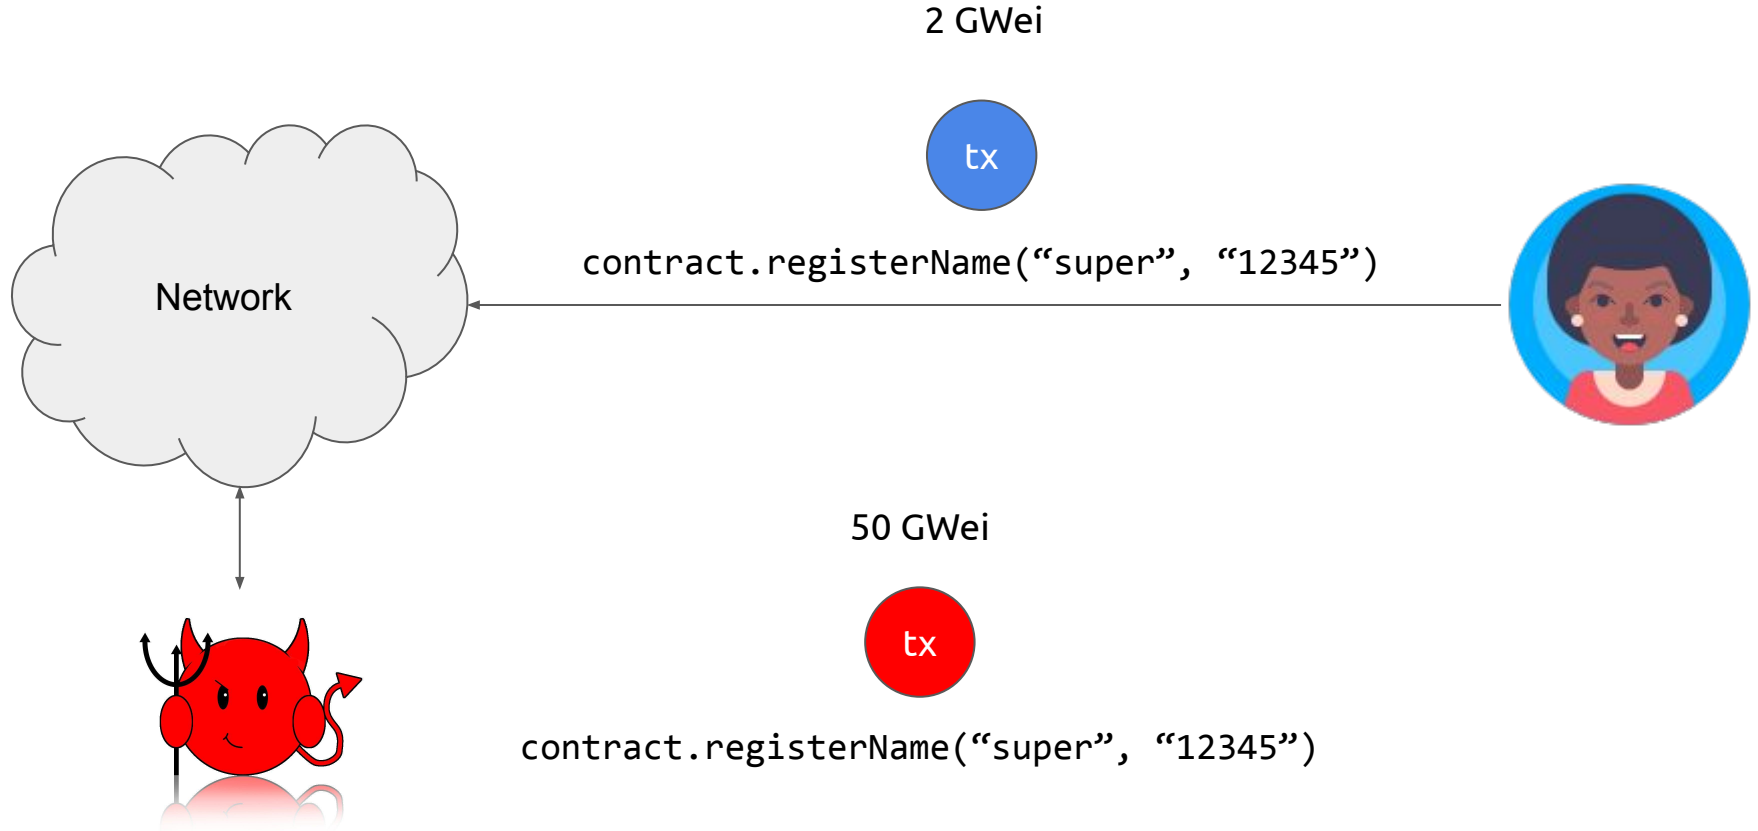 2 GWei
tx
contract.registerName(“super”, “12345”)
Network
50 GWei
tx
contract.registerName(“super”, “12345”)